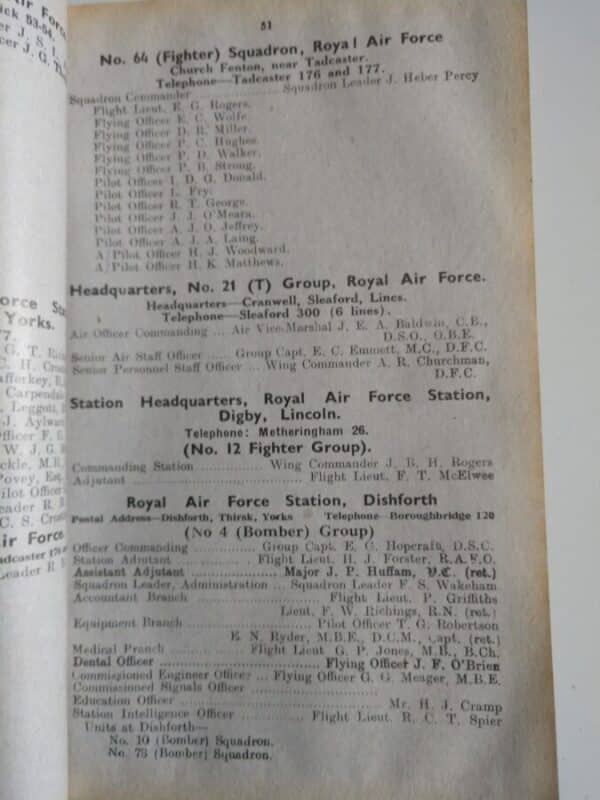 r Air Force
ick 53-54.
er J. S. L.
icer J. G.
51
No. 64 (Fighter) Squadron, Royal Air Force
Church Fenton, near Tadcaster.
Telephone—Tadcaster 176 and 177.
Squadron Commander .................. Squadron Leader J. Heber Percy
Flight Lieut. E. G. Rogers.
Flying Officer E. C. Wolfe.
Flying Officer D. R. Miller.
Flying Officer P. C. Hughes.
Flying Officer P. D. Walker.
Flying Officer P. B. Strong.
Pilot Officer I. D. G. Donald.
Pilot Officer L. Fry.
Pilot Officer R. T. George.
Pilot Officer J. J. O'Meara.
Pilot Officer A. J. O. Jeffrey.
Pilot Officer A. J. A. Laing.
A/Pilot Officer H. J. Woodward.
A/Pilot Officer H. K. Matthews.
Headquarters, No. 21 (T) Group, Royal Air Force.
Headquarters—Cranwell, Sleaford, Lincs.
Telephone—Sleaford 300 (6 lines).
Air Officer Commanding ... Air Vice-Marshal J. E. A. Baldwin, C.B.,
D.S.O., O.B.E.
Senior Air Staff Officer ...... Group Capt. E. C. Emmett, M.C., D.F.C.
Senior Personnel Staff Officer ... Wing Commander A. R. Churchman,
D.F.C.
Station Headquarters, Royal Air Force Station,
Digby, Lincoln.
Telephone: Metheringham 26.
(No. 12 Fighter Group).
Commanding Station ............ Wing Commander J. B. H. Rogers
Adjutant .............................. Flight Lieut. F. T. McElwee
Royal Air Force Station, Dishforth
Postal Address—Dishforth, Thirsk, Yorks Telephone—Boroughbridge 120
(No 4 (Bomber) Group)
Officer Commanding ............... Group Capt. E. G. Hopcraft, D.S.C.
Station Adjutant .................. Flight Lieut. H. J. Forster, R.A.F.O.
Assistant Adjutant .................. Major J. P. Huffam, V.C. (ret.)
Squadron Leader, Administration ... Squadron Leader F. S. Wakeham
Accountant Branch ........................ Flight Lieut. P. Griffiths
Lieut. F. W. Richings, R.N. (ret.)
Equipment Branch ..................... Pilot Officer T. G. Robertson
E. N. Ryder, M.B.E., D.C.M., Capt. (ret.)
Medical Branch ............... Flight Lieut G. P. Jones, M.B., B.Ch.
Dental Officer ........................... Flying Officer J. F. O'Brien
Commissioned Engineer Officer ... Flying Officer G. G. Meager, M.B.E.
Commissioned Signals Officer ...........................
Education Officer .................................... Mr. H. J. Cramp
Station Intelligence Officer ............ Flight Lieut. R. C. T. Spier
Units at Dishforth—
No. 10 (Bomber) Squadron.
No. 78 (Bomber) Squadron.